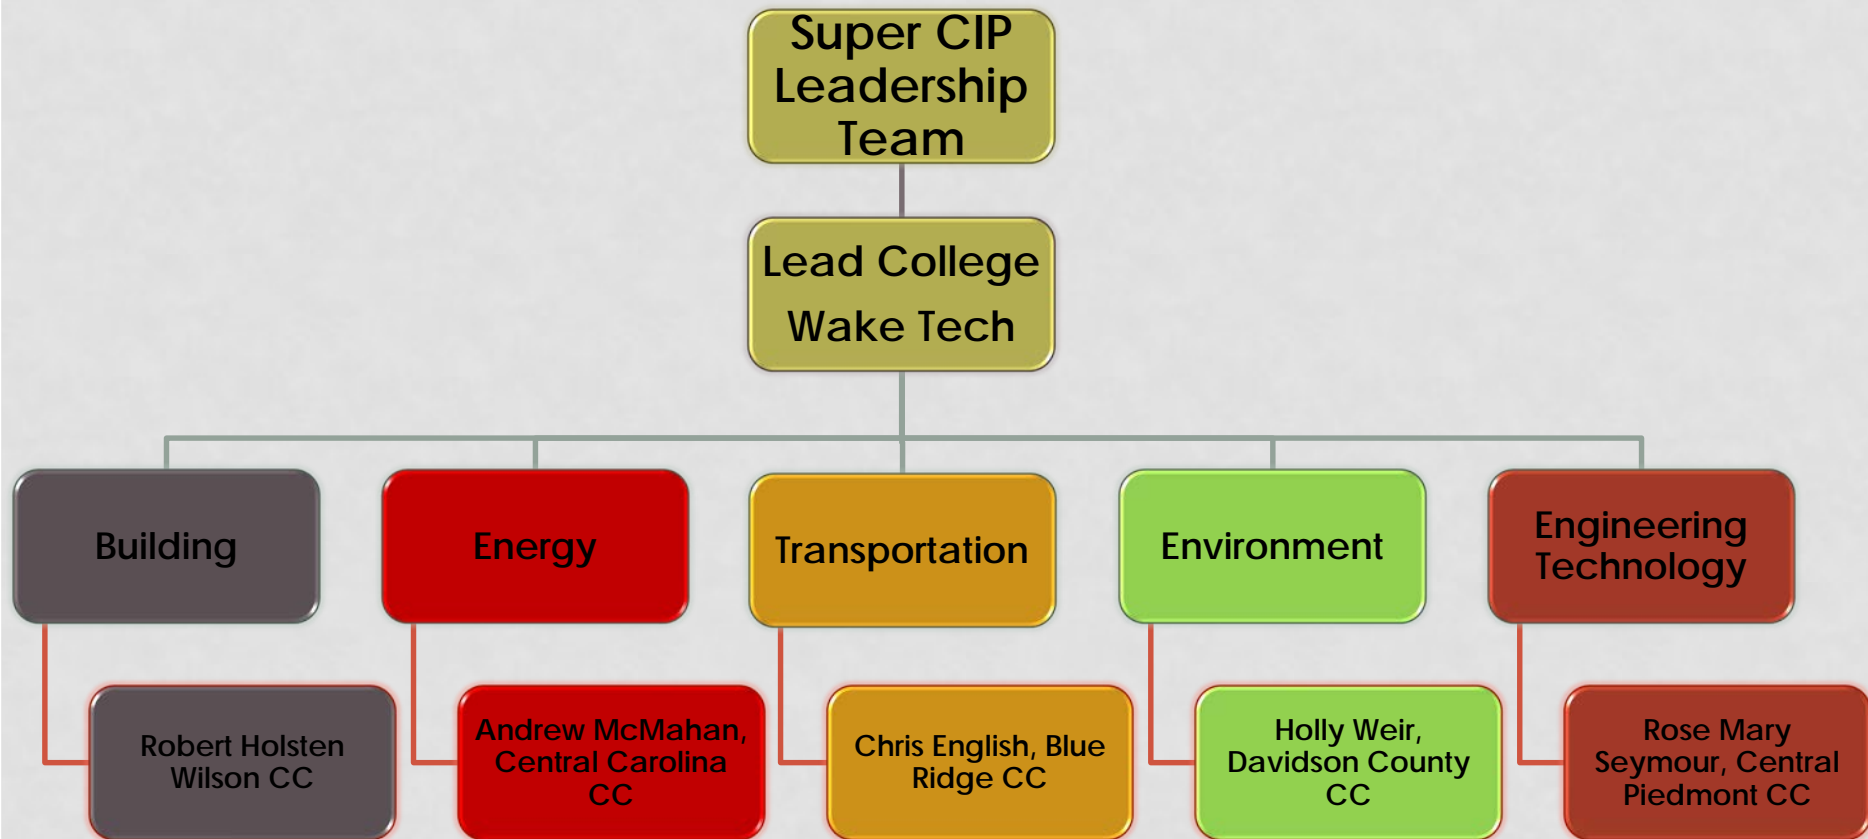 Super CIP
Leadership
Team
Lead College
Wake Tech
Building
Energy
Transportation
Environment
Engineering
Technology
Robert Holsten
Wilson CC
Andrew McMahan,
Central Carolina
CC
Chris English, Blue
Ridge CC
Holly Weir,
Davidson County
CC
Rose Mary
Seymour, Central
Piedmont CC